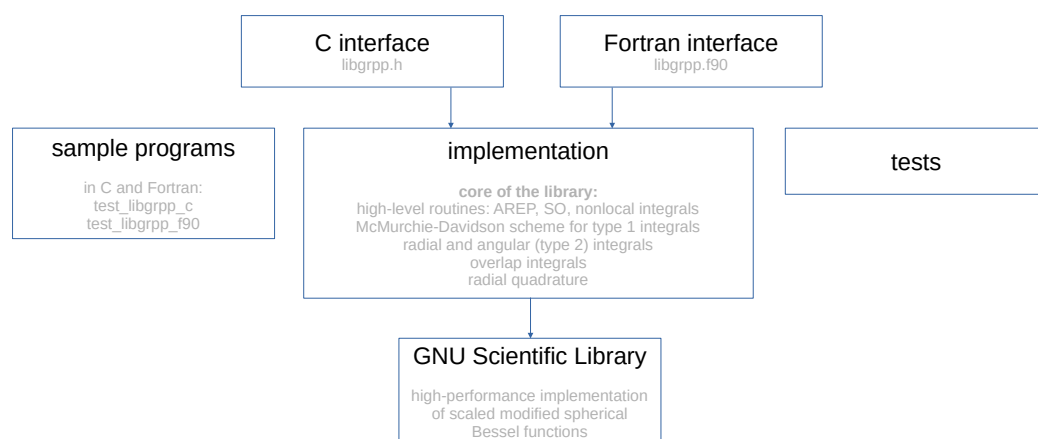 C interface
libgrpp.h
Fortran interface
libgrpp.f90
sample programs
in C and Fortran:
test_libgrpp_c
test_libgrpp_f90
implementation
core of the library:
high-level routines: AREP, SO, nonlocal integrals
McMurchie-Davidson scheme for type 1 integrals
radial and angular (type 2) integrals
overlap integrals
radial quadrature
tests
GNU Scientific Library
high-performance implementation
of scaled modified spherical
Bessel functions